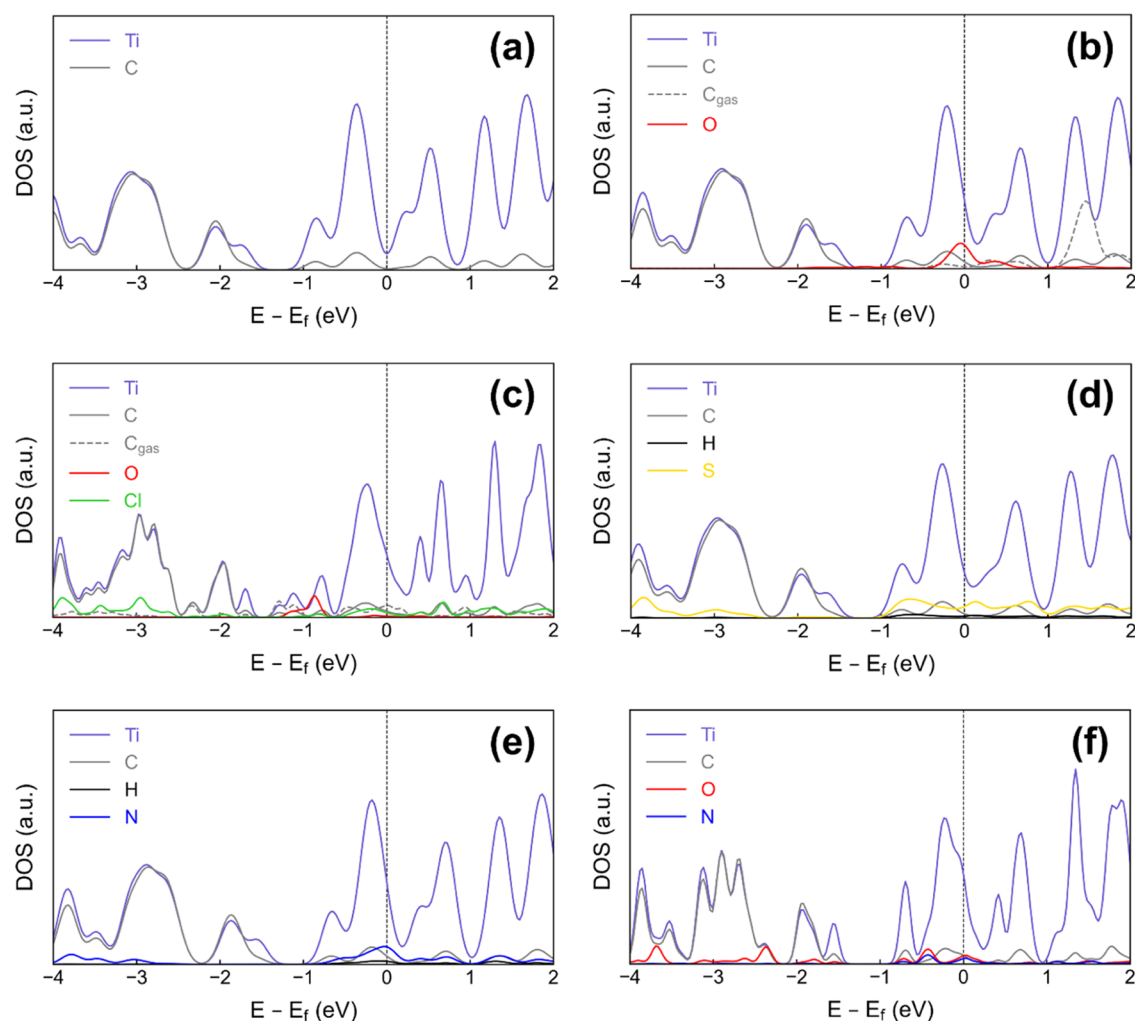 (a)
Ti
C
DOS (a.u.)
−4 −3 −2 −1 0 1 2
E − Ef (eV)
(b)
Ti
C
Cgas
O
DOS (a.u.)
−4 −3 −2 −1 0 1 2
E − Ef (eV)
(c)
Ti
C
Cgas
O
Cl
DOS (a.u.)
−4 −3 −2 −1 0 1 2
E − Ef (eV)
(d)
Ti
C
H
S
DOS (a.u.)
−4 −3 −2 −1 0 1 2
E − Ef (eV)
(e)
Ti
C
H
N
DOS (a.u.)
−4 −3 −2 −1 0 1 2
E − Ef (eV)
(f)
Ti
C
O
N
DOS (a.u.)
−4 −3 −2 −1 0 1 2
E − Ef (eV)